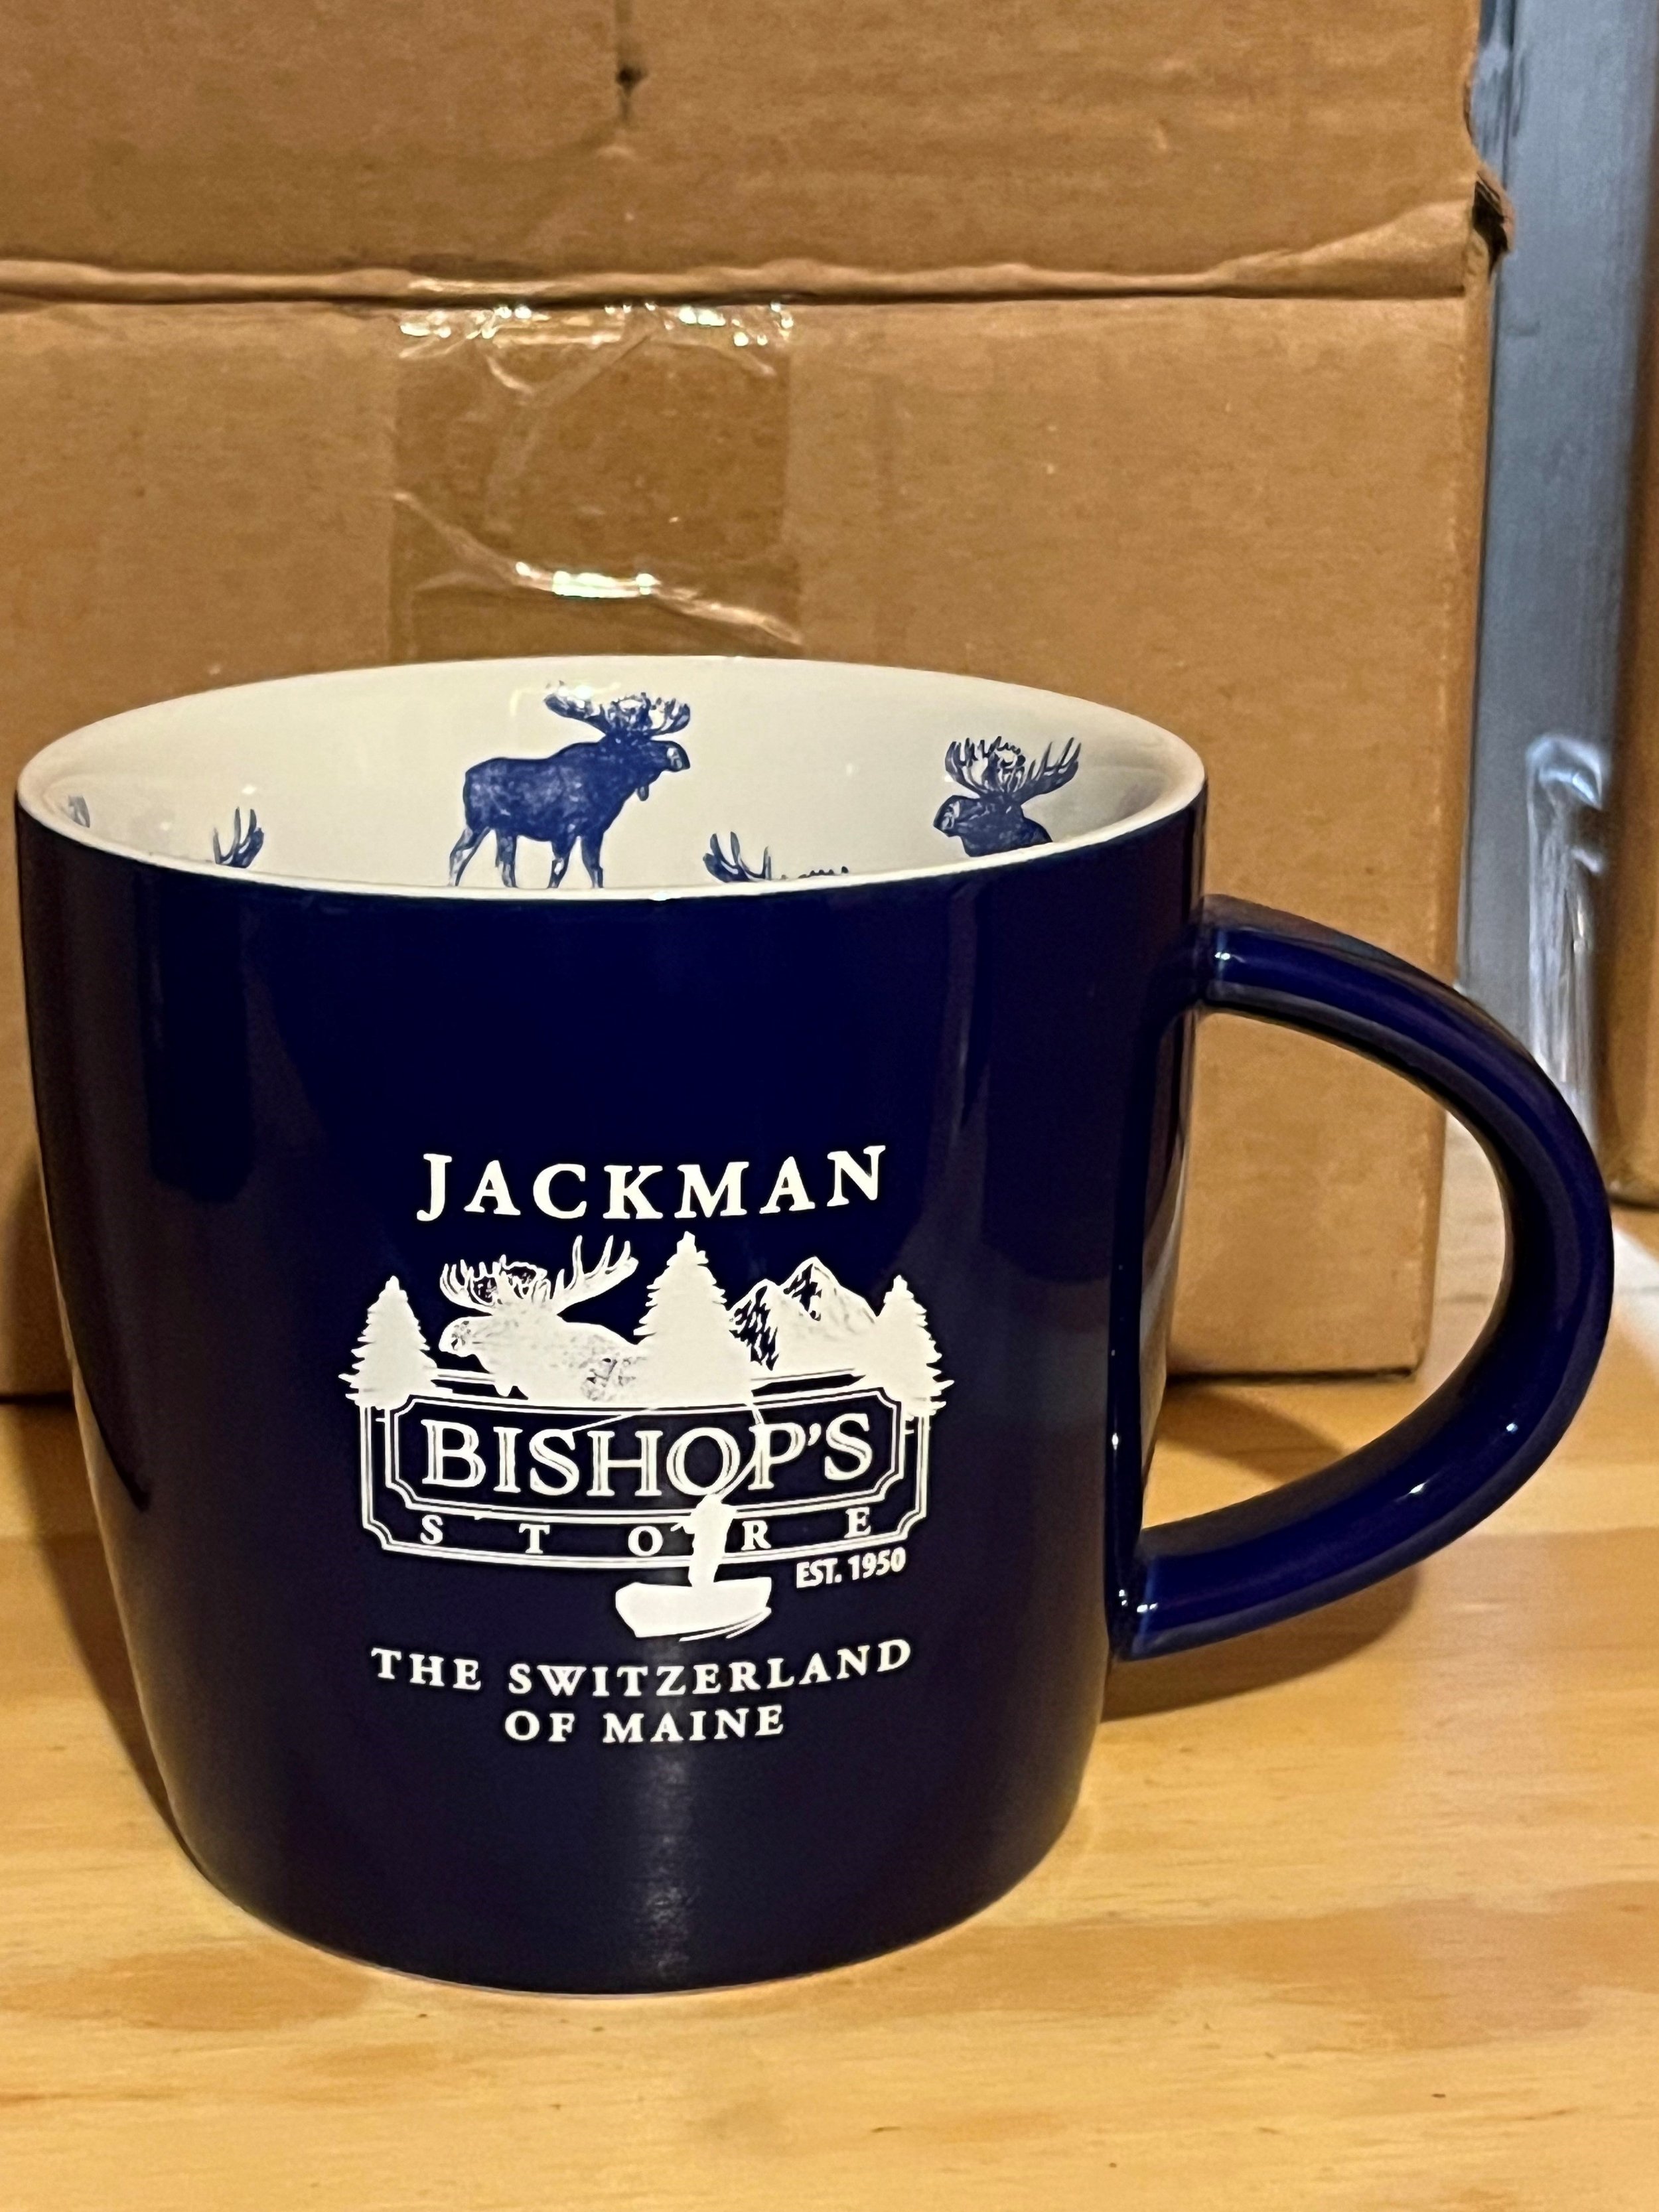 JACKMAN
BISHOP'S
STORE
EST. 1950
THE SWITZERLAND
OF MAINE